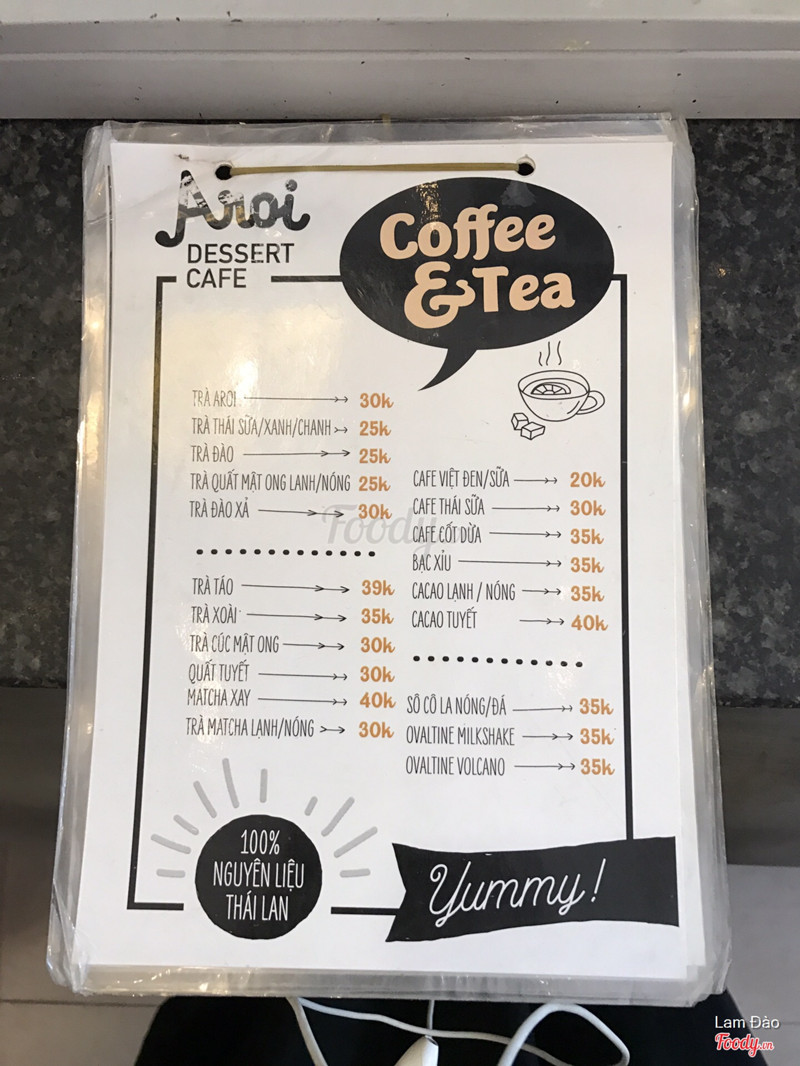 Aroi
DESSERT
CAFE
Coffee
& Tea
TRÀ AROI 30k
TRÀ THÁI SỮA/XANH/CHANH 25k
TRÀ ĐÀO 25k
TRÀ QUẤT MẬT ONG LANH/NÓNG 25k
TRÀ ĐÀO XẢ 30k
TRÀ TÁO 39k
TRÀ XOÀI 35k
TRÀ CÚC MẬT ONG 30k
QUẤT TUYẾT 30k
MATCHA XAY 40k
TRÀ MATCHA LẠNH/NÓNG 30k
CAFE VIỆT ĐEN/SỮA 20k
CAFE THÁI SỮA 30k
CAFE CỐT DỪA 35k
BẠC XỈU 35k
CACAO LẠNH / NÓNG 35k
CACAO TUYẾT 40k
SÔ CÔ LA NÓNG/ĐÁ 35k
OVALTINE MILKSHAKE 35k
OVALTINE VOLCANO 35k
100%
NGUYÊN LIỆU
THÁI LAN
Yummy!
Foody
Lam Đào
Foody.vn